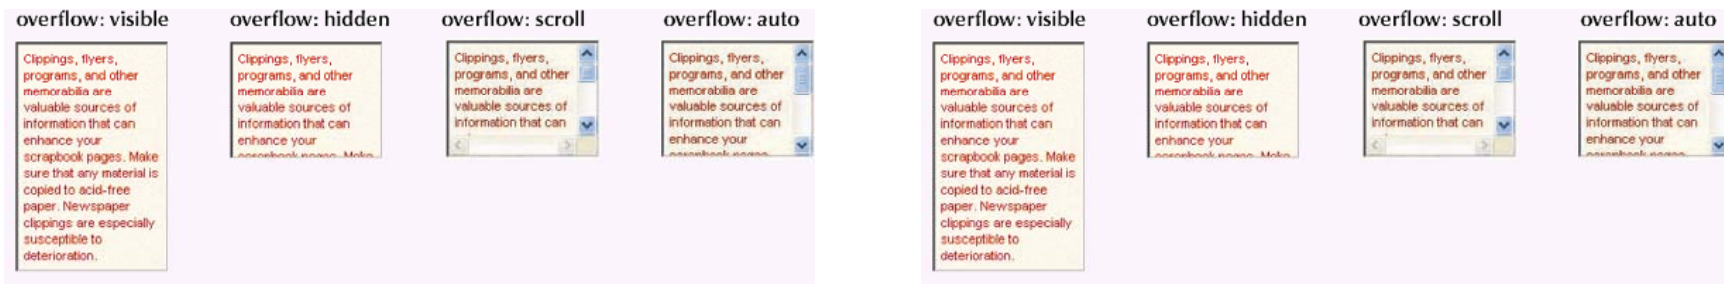 overflow: visible
Clippings, flyers,
programs, and other
memorabilia are
valuable sources of
information that can
enhance your
scrapbook pages. Make
sure that any material is
copied to acid-free
paper. Newspaper
clippings are especially
susceptible to
deterioration.
overflow: hidden
Clippings, flyers,
programs, and other
memorabilia are
valuable sources of
information that can
enhance your
overflow: scroll
Clippings, flyers,
programs, and other
memorabilia are
valuable sources of
information that can
overflow: auto
Clippings, flyers,
programs, and other
memorabilia are
valuable sources of
information that can
enhance your
overflow: visible
Clippings, flyers,
programs, and other
memorabilia are
valuable sources of
information that can
enhance your
scrapbook pages. Make
sure that any material is
copied to acid-free
paper. Newspaper
clippings are especially
susceptible to
deterioration.
overflow: hidden
Clippings, flyers,
programs, and other
memorabilia are
valuable sources of
information that can
enhance your
overflow: scroll
Clippings, flyers,
programs, and other
memorabilia are
valuable sources of
information that can
overflow: auto
Clippings, flyers,
programs, and other
memorabilia are
valuable sources of
information that can
enhance your